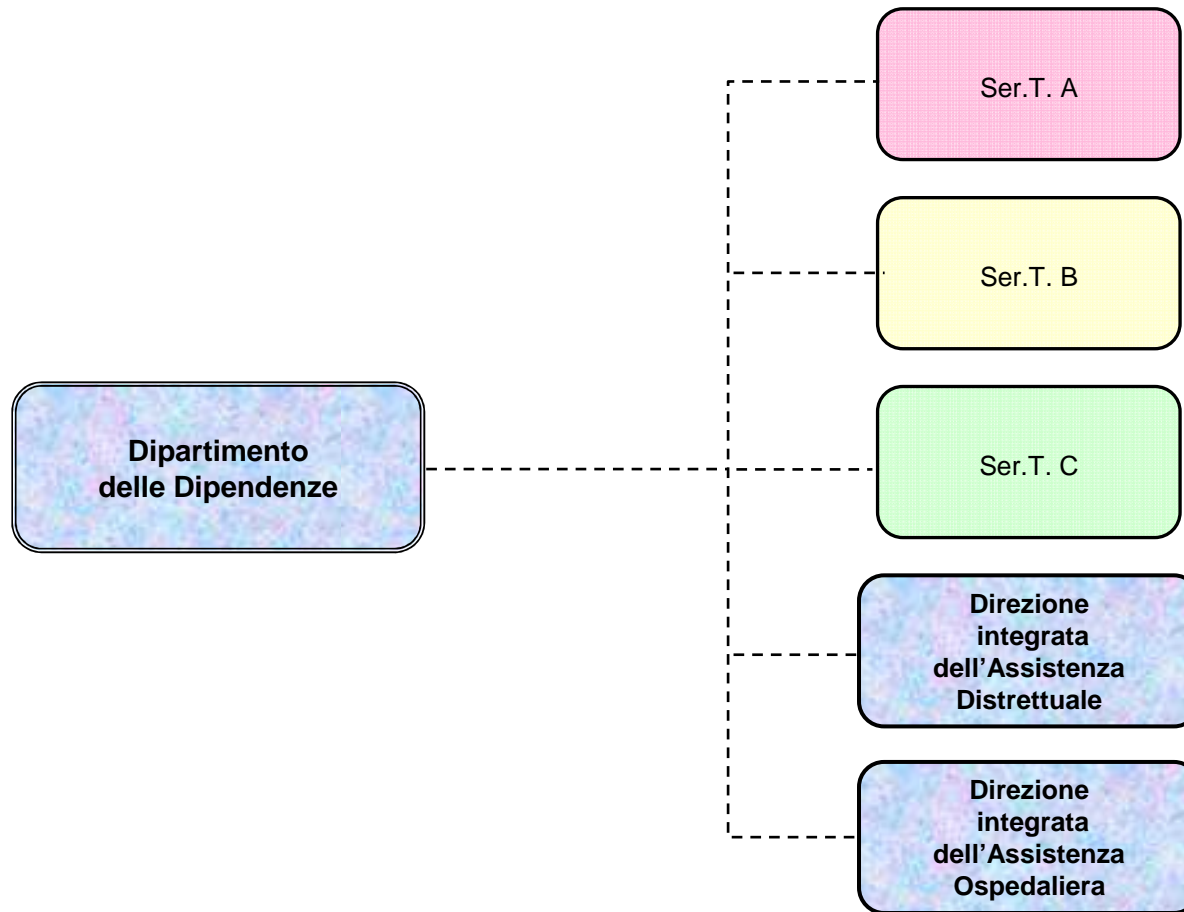 Ser.T. A
Ser.T. B
Dipartimento
delle Dipendenze
Ser.T. C
Direzione
integrata
dell’Assistenza
Distrettuale
Direzione
integrata
dell’Assistenza
Ospedaliera